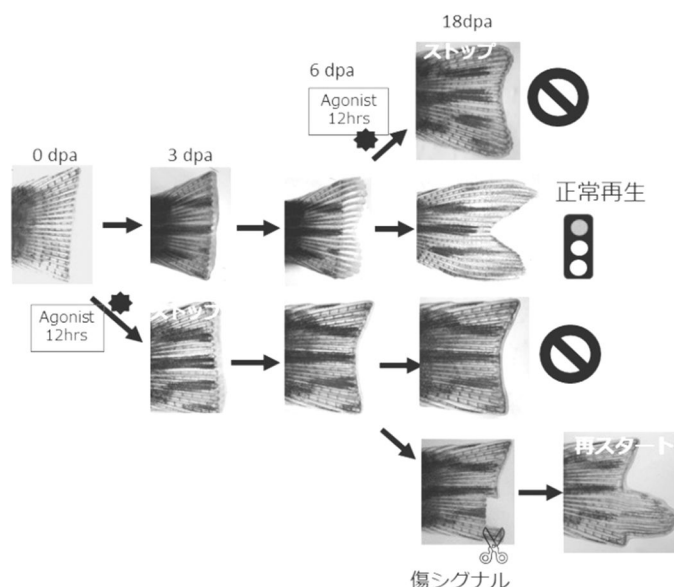 18dpa
ストップ
6 dpa
Agonist
12hrs
0 dpa
3 dpa
正常再生
Agonist
12hrs
ストップ
再スタート
傷シグナル